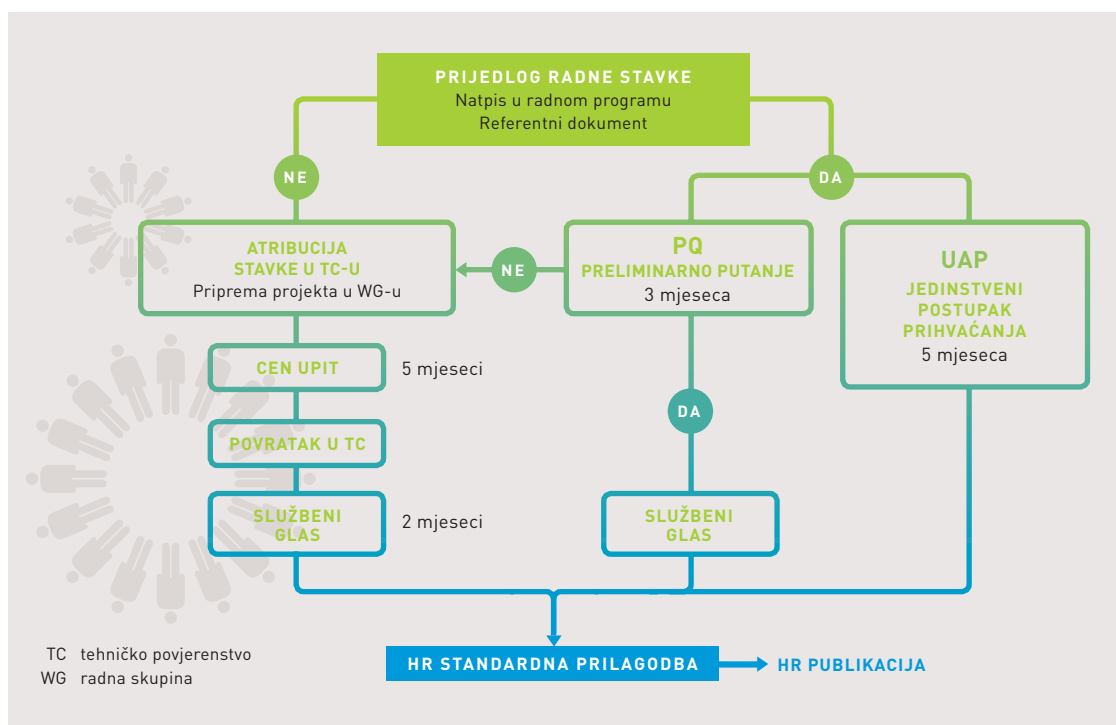 PRIJEDLOG RADNE STAVKE
Natpis u radnom programu
Referentni dokument
NE
DA
ATRIBUCIJA
STAVKE U TC-U
Priprema projekta u WG-u
NE
PQ
PRELIMINARNO PUTANJE
3 mjeseca
UAP
JEDINSTVENI
POSTUPAK
PRIHVAĆANJA
5 mjeseca
CEN UPIT
5 mjeseci
DA
POVRATAK U TC
SLUŽBENI
GLAS
2 mjeseci
SLUŽBENI
GLAS
TC tehničko povjerenstvo
WG radna skupina
HR STANDARDNA PRILAGODBA
HR PUBLIKACIJA